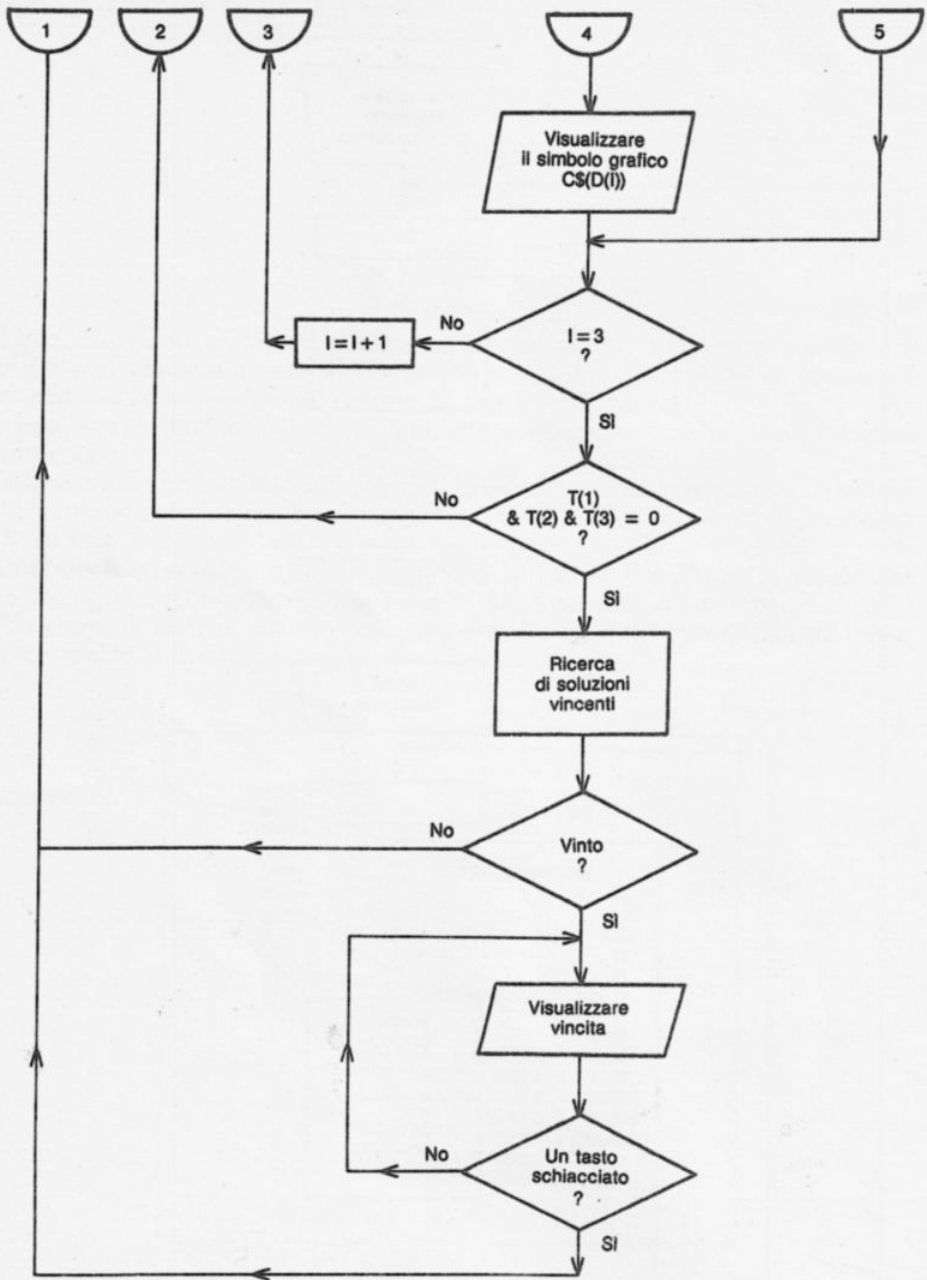 1
2
3
4
5
Visualizzare
il simbolo grafico
C$(D(I))
No
I = I + 1
I = 3
?
Sì
No
T(1)
& T(2) & T(3) = 0
?
Sì
Ricerca
di soluzioni
vincenti
No
Vinto
?
Sì
Visualizzare
vincita
No
Un tasto
schiacciato
?
Sì